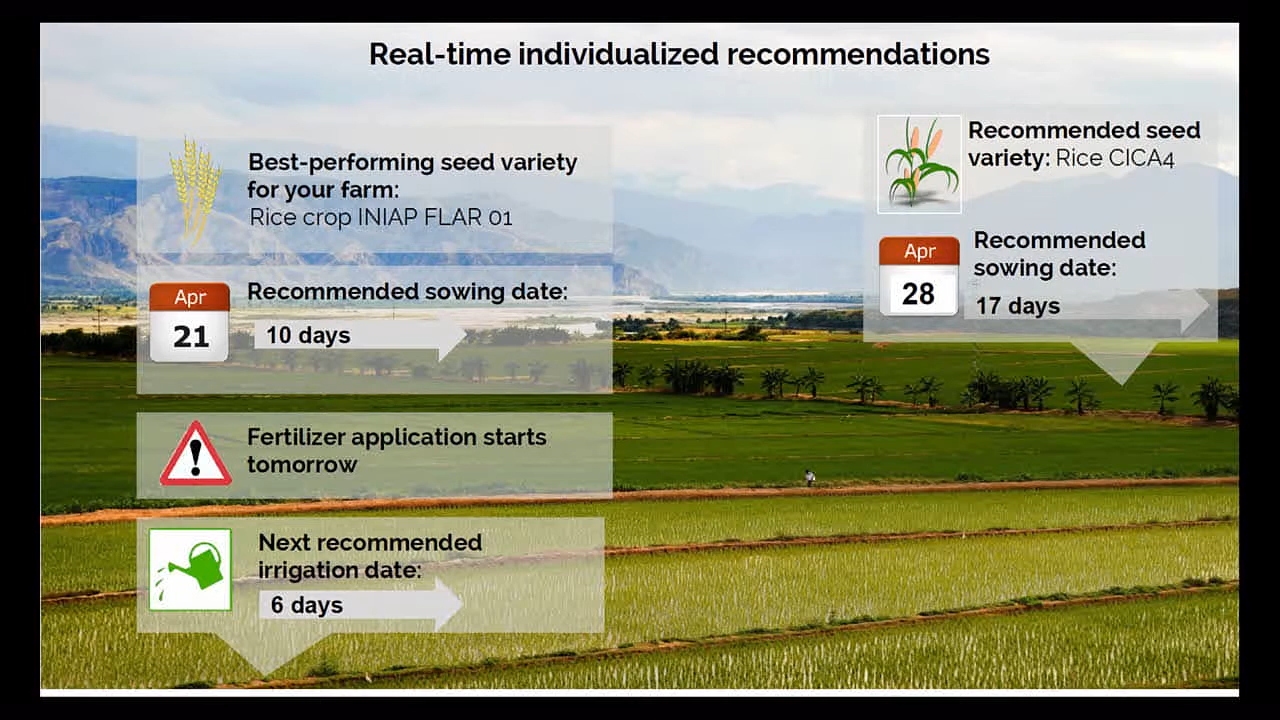 Real-time individualized recommendations
Best-performing seed variety
for your farm:
Rice crop INIAP FLAR 01
Apr
21
Recommended sowing date:
10 days
Fertilizer application starts
tomorrow
Next recommended
irrigation date:
6 days
Recommended seed
variety: Rice CICA4
Apr
28
Recommended
sowing date:
17 days